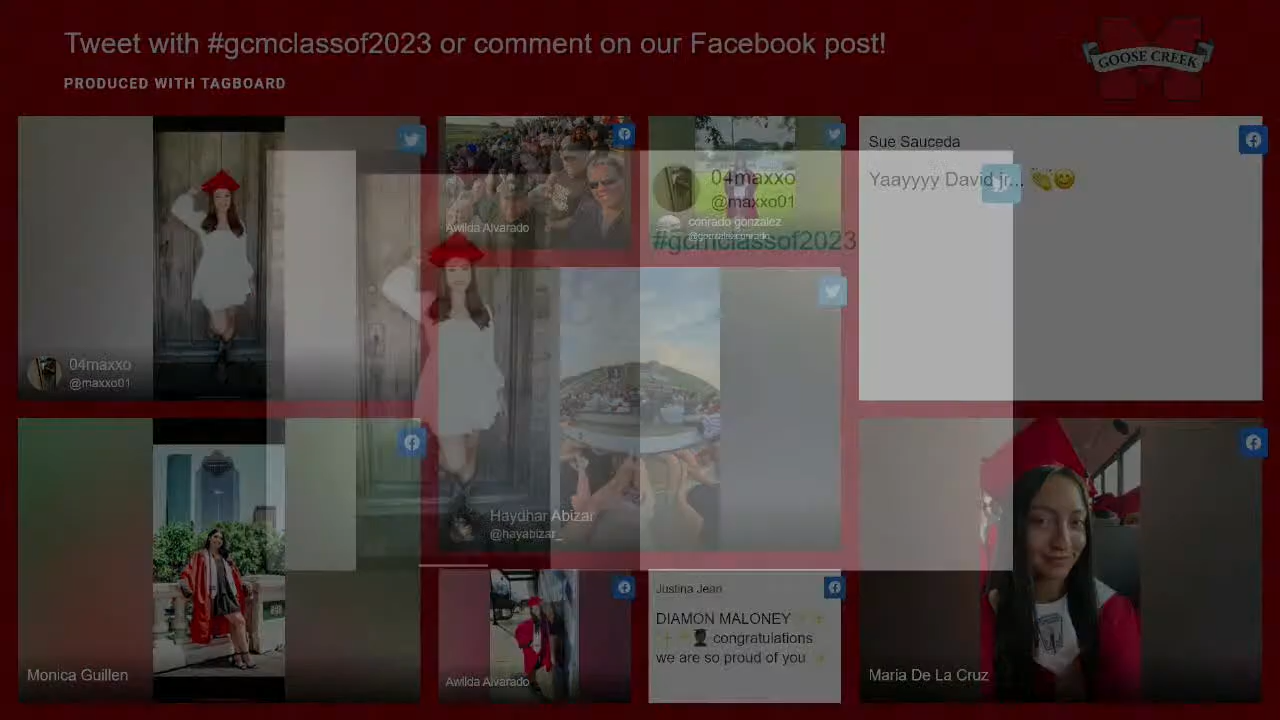 Tweet with #gcmclassof2023 or comment on our Facebook post!
PRODUCED WITH TAGBOARD
M
GOOSE CREEK
04maxxo
@maxxo01
Awilda Alvarado
04maxxo
@maxxo01
conrado gonzalez
#gcmclassof2023
Sue Sauceda
Yaayyyy David jr... 👏😊
Haydhar Abizar
@hayabizar_
Monica Guillen
Awilda Alvarado
Justina Jean
DIAMON MALONEY
congratulations
we are so proud of you
Maria De La Cruz